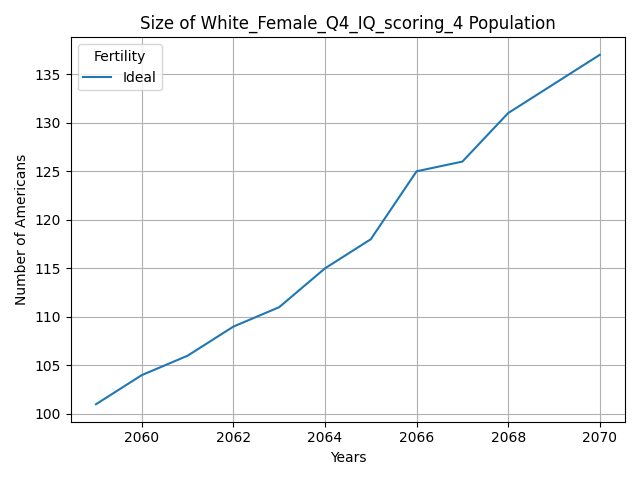 Size of White_Female_Q4_IQ_scoring_4 Population
Fertility
Ideal
Number of Americans
135
130
125
120
115
110
105
100
2060 2062 2064 2066 2068 2070
Years